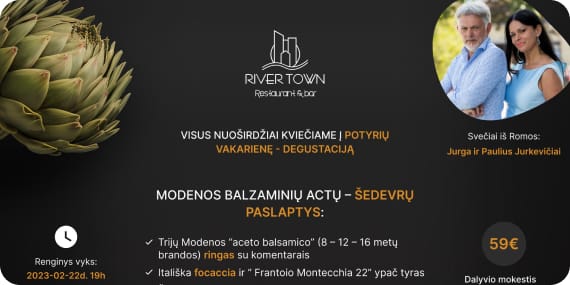 RIVER TOWN
Restaurant & bar
VISUS NUOŠIRDŽIAI KVIEČIAME Į POTYRIŲ
VAKARIENĘ - DEGUSTACIJĄ
Svečiai iš Romos:
Jurga ir Paulius Jurkevičiai
MODENOS BALZAMINIŲ ACTŲ – ŠEDEVRŲ
PASLAPTYS:
Renginys vyks:
2023-02-22d. 19h
Trijų Modenos "aceto balsamico" (8 – 12 – 16 metų
brandos) ringas su komentarais
Itališka focaccia ir " Frantoio Montecchia 22" ypač tyras
59€
Dalyvio mokestis